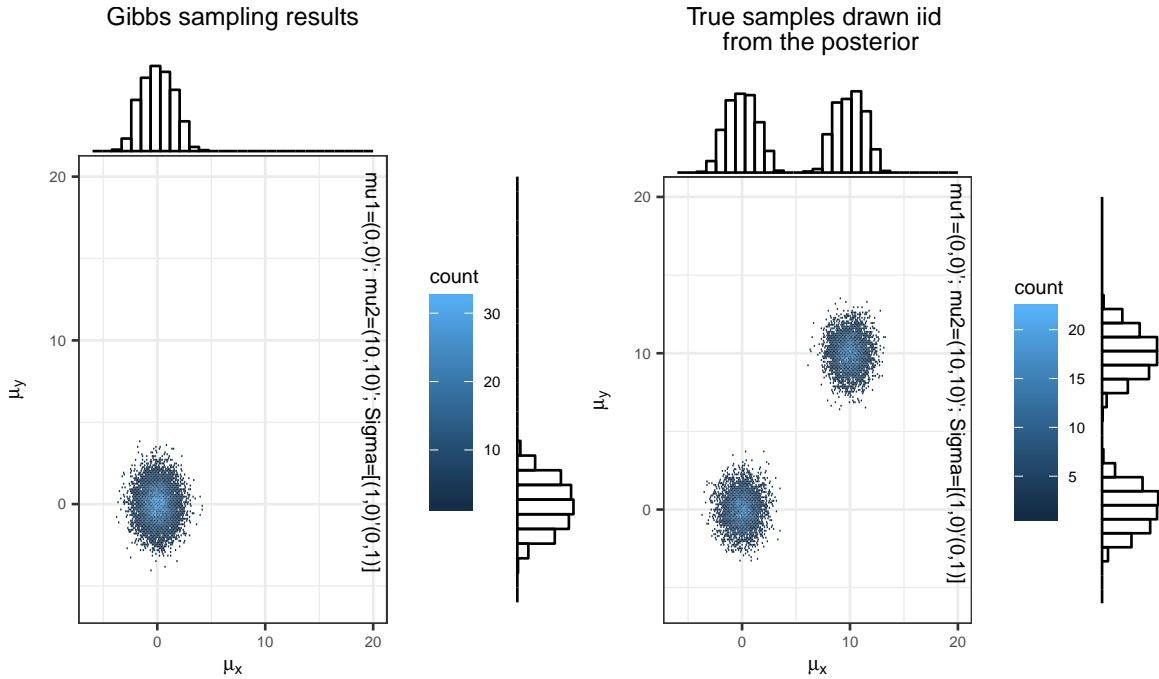 Gibbs sampling results
20
10
0
0
10
20
μx
μy
mu1=(0,0)'; mu2=(10,10)'; Sigma=[(1,0)'(0,1)]
count
30
20
10
True samples drawn iid
from the posterior
20
10
0
0
10
20
μx
μy
mu1=(0,0)'; mu2=(10,10)'; Sigma=[(1,0)'(0,1)]
count
20
15
10
5